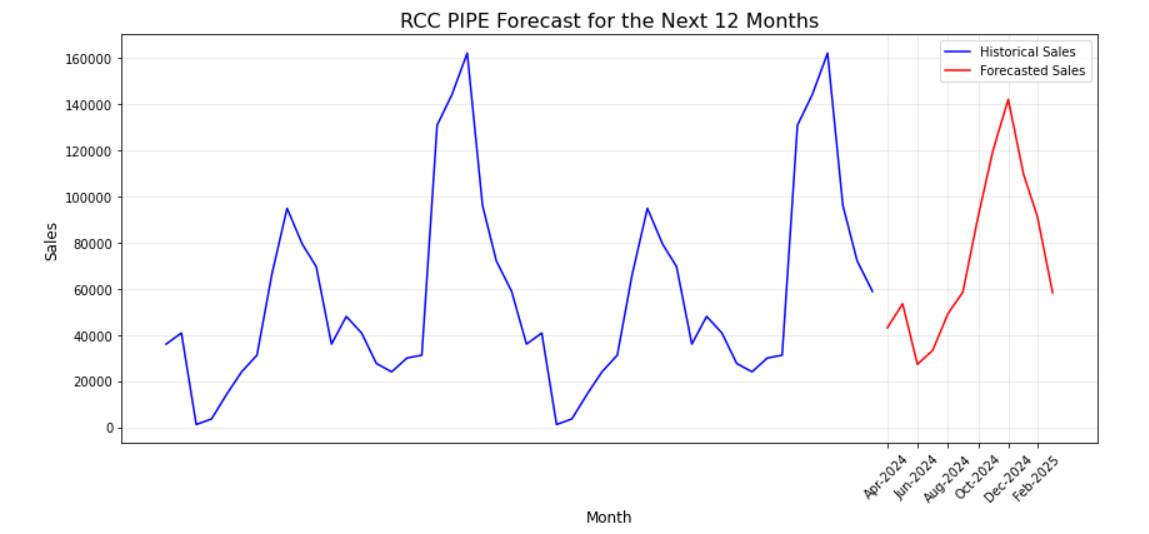 RCC PIPE Forecast for the Next 12 Months
Historical Sales
Forecasted Sales
160000
140000
120000
100000
80000
60000
40000
20000
0
Sales
Apr-2024
Jun-2024
Aug-2024
Oct-2024
Dec-2024
Feb-2025
Month